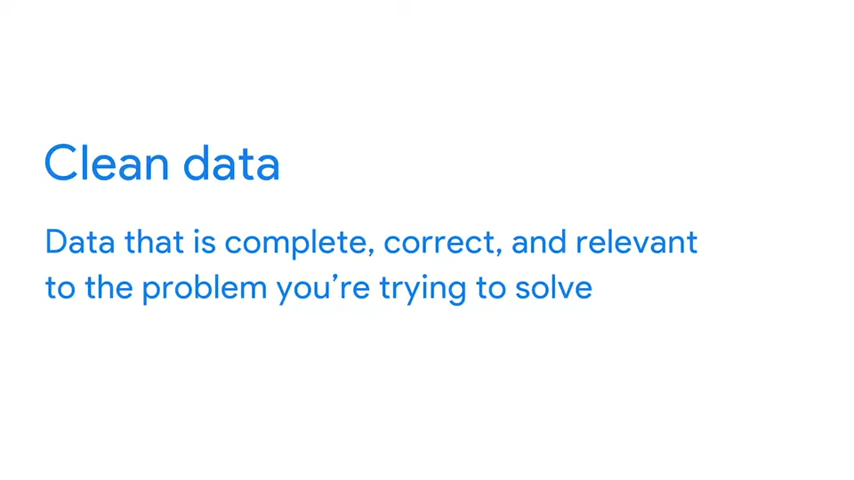 Clean data
Data that is complete, correct, and relevant
to the problem you’re trying to solve